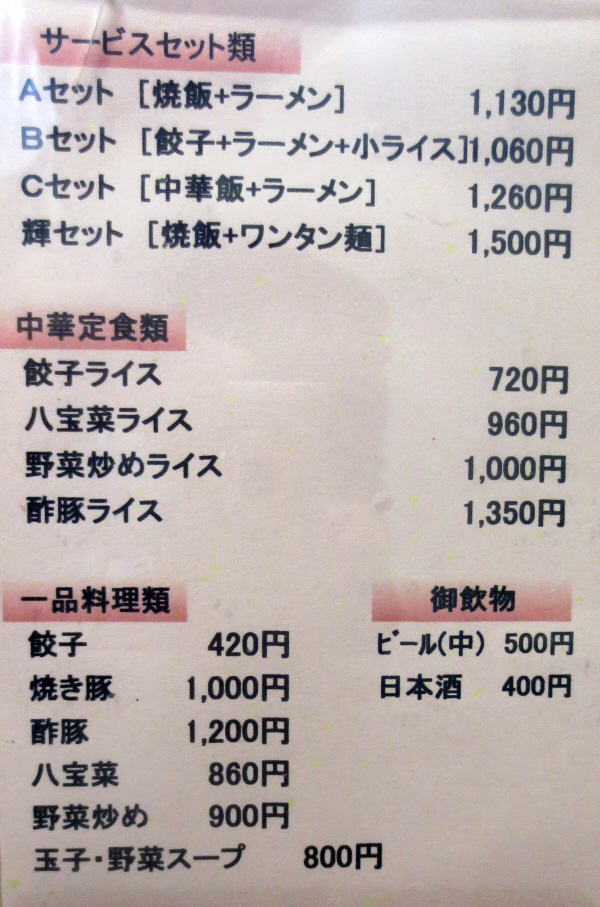 サービスセット類
Aセット [焼飯+ラーメン] 1,130円
Bセット [餃子+ラーメン+小ライス] 1,060円
Cセット [中華飯+ラーメン] 1,260円
輝セット [焼飯+ワンタン麺] 1,500円
中華定食類
餃子ライス 720円
八宝菜ライス 960円
野菜炒めライス 1,000円
酢豚ライス 1,350円
一品料理類
餃子 420円
焼き豚 1,000円
酢豚 1,200円
八宝菜 860円
野菜炒め 900円
玉子・野菜スープ 800円
御飲物
ビール(中) 500円
日本酒 400円